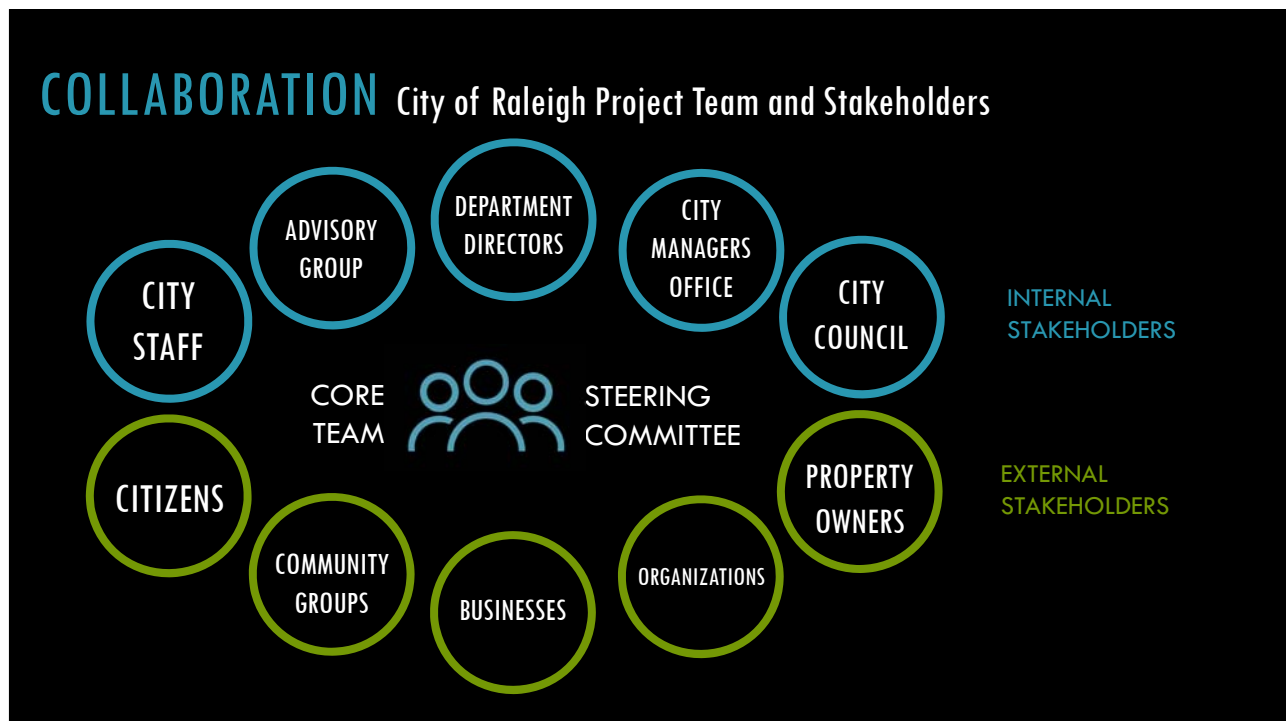 COLLABORATION City of Raleigh Project Team and Stakeholders
DEPARTMENT
DIRECTORS
ADVISORY
GROUP
CITY
MANAGERS
OFFICE
CITY
STAFF
CITY
COUNCIL
INTERNAL
STAKEHOLDERS
CORE
TEAM
STEERING
COMMITTEE
CITIZENS
PROPERTY
OWNERS
EXTERNAL
STAKEHOLDERS
COMMUNITY
GROUPS
BUSINESSES
ORGANIZATIONS